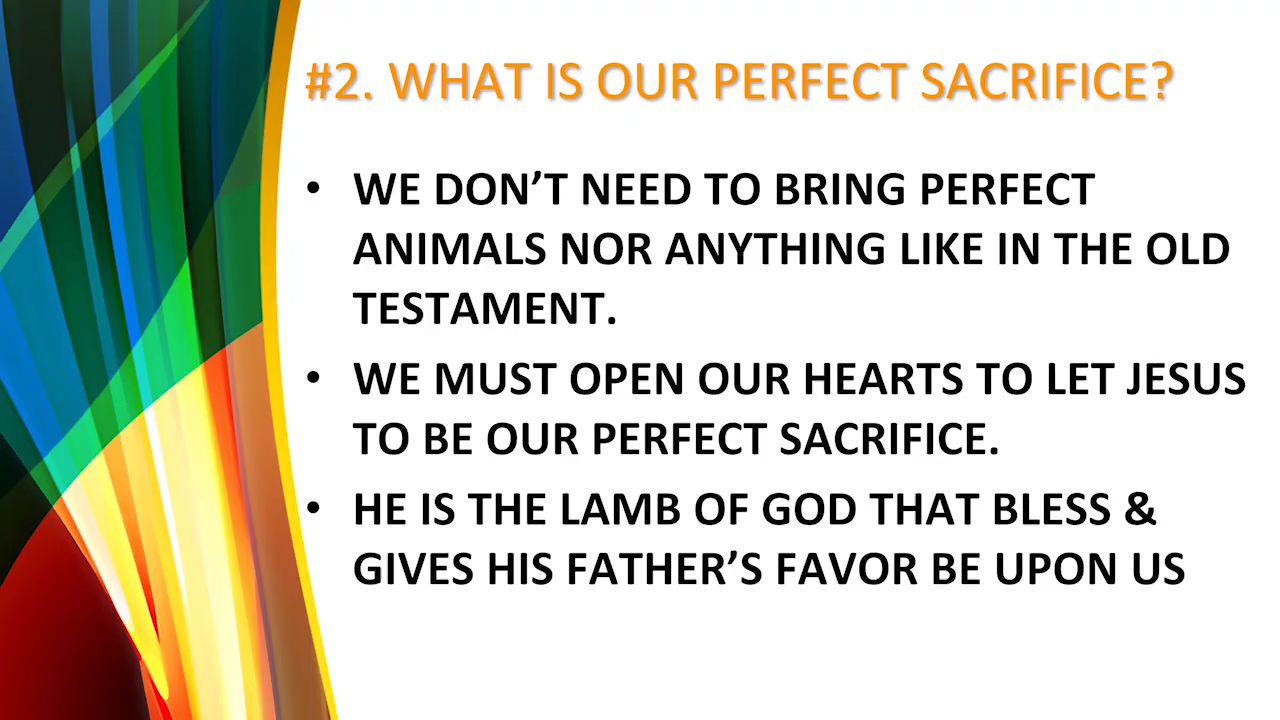 #2. WHAT IS OUR PERFECT SACRIFICE?
• WE DON’T NEED TO BRING PERFECT
ANIMALS NOR ANYTHING LIKE IN THE OLD
TESTAMENT.
• WE MUST OPEN OUR HEARTS TO LET JESUS
TO BE OUR PERFECT SACRIFICE.
• HE IS THE LAMB OF GOD THAT BLESS &
GIVES HIS FATHER’S FAVOR BE UPON US